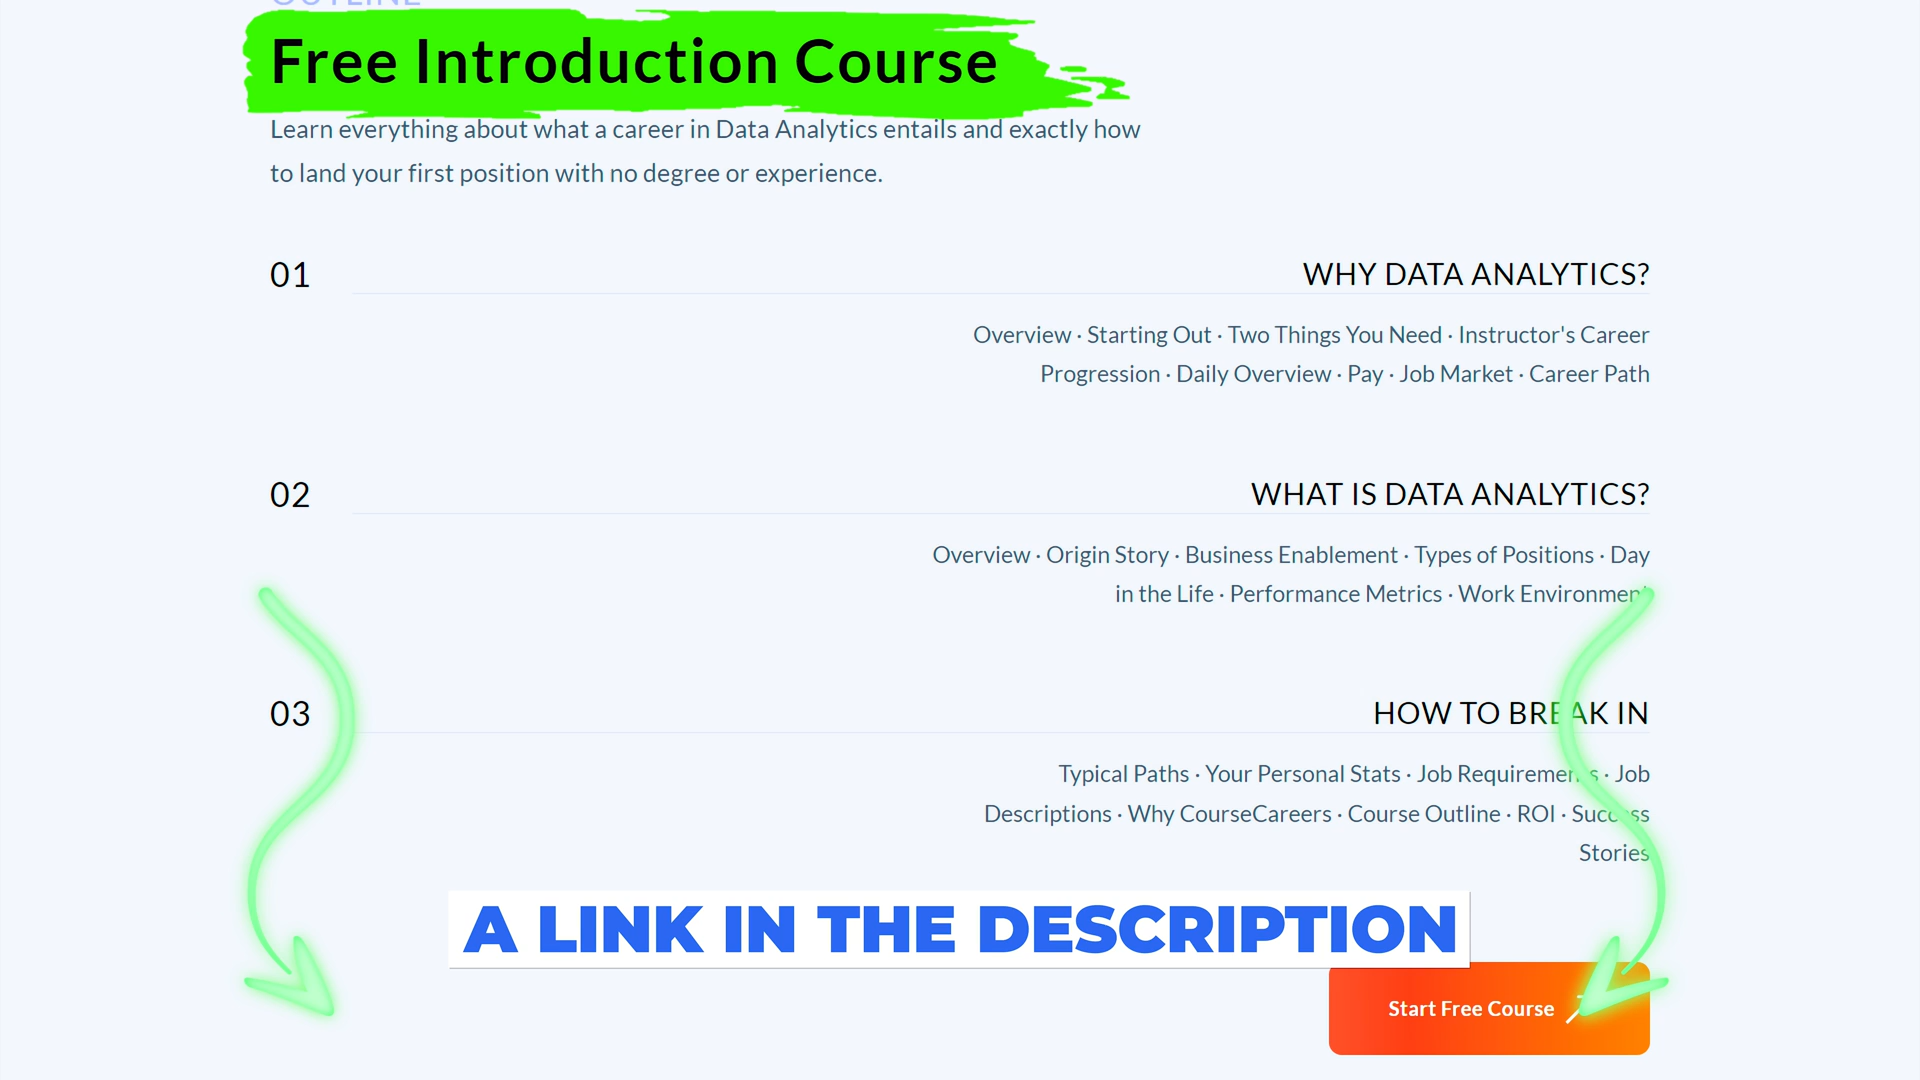 OUTLINE
Free Introduction Course
Learn everything about what a career in Data Analytics entails and exactly how
to land your first position with no degree or experience.
01
WHY DATA ANALYTICS?
Overview · Starting Out · Two Things You Need · Instructor's Career
Progression · Daily Overview · Pay · Job Market · Career Path
02
WHAT IS DATA ANALYTICS?
Overview · Origin Story · Business Enablement · Types of Positions · Day
in the Life · Performance Metrics · Work Environment
03
HOW TO BREAK IN
Typical Paths · Your Personal Stats · Job Requirements · Job
Descriptions · Why CourseCareers · Course Outline · ROI · Success
Stories
A LINK IN THE DESCRIPTION
Start Free Course